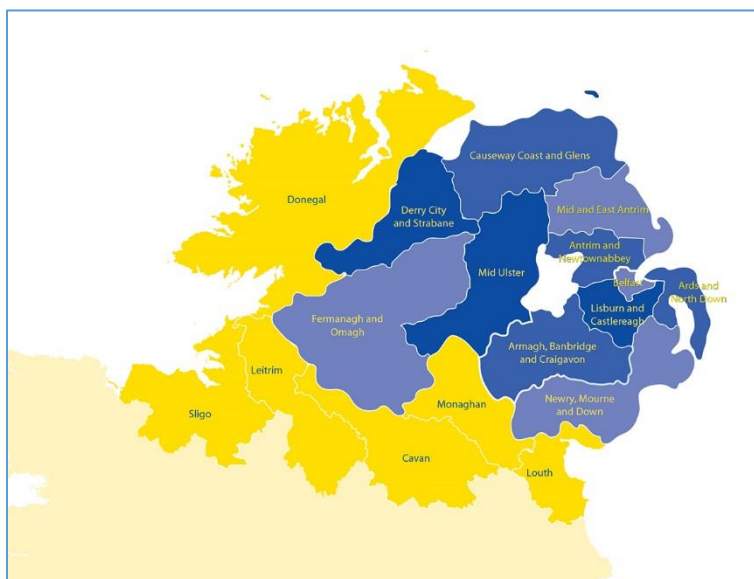 Causeway Coast and Glens
Donegal
Derry City
and Strabane
Mid and East Antrim
Antrim and
Newtownabbey
Mid Ulster
Belfast
Ards and
North Down
Lisburn and
Castlereagh
Fermanagh and
Omagh
Armagh, Banbridge
and Craigavon
Leitrim
Monaghan
Newry, Mourne
and Down
Sligo
Cavan
Louth